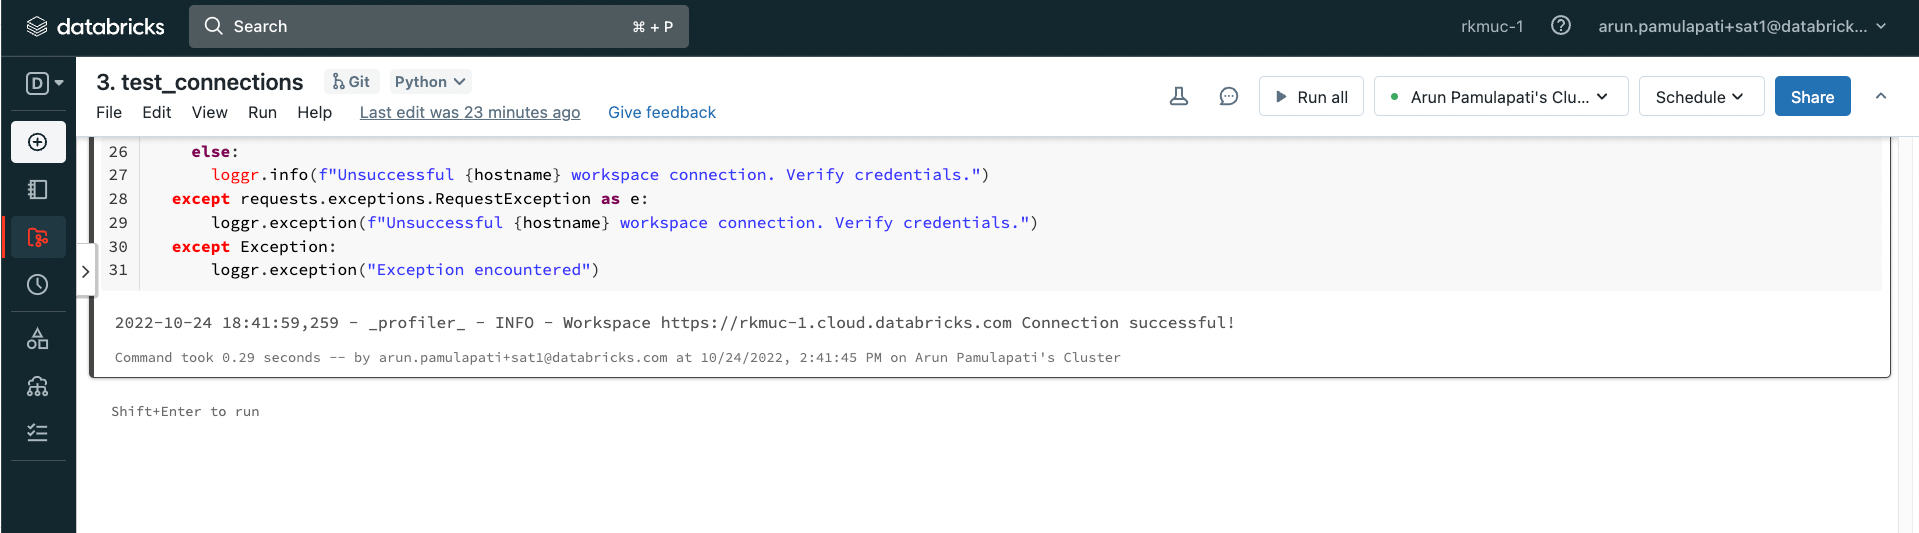 databricks Search ⌘ + P rkmuc-1 arun.pamulapati+sat1@databrick...
D
3. test_connections Git Python
File Edit View Run Help Last edit was 23 minutes ago Give feedback
Run all Arun Pamulapati's Clu... Schedule Share
26 else:
27 loggr.info(f"Unsuccessful {hostname} workspace connection. Verify credentials.")
28 except requests.exceptions.RequestException as e:
29 loggr.exception(f"Unsuccessful {hostname} workspace connection. Verify credentials.")
30 except Exception:
31 loggr.exception("Exception encountered")
2022-10-24 18:41:59,259 - _profiler_ - INFO - Workspace https://rkmuc-1.cloud.databricks.com Connection successful!
Command took 0.29 seconds -- by arun.pamulapati+sat1@databricks.com at 10/24/2022, 2:41:45 PM on Arun Pamulapati's Cluster
Shift+Enter to run